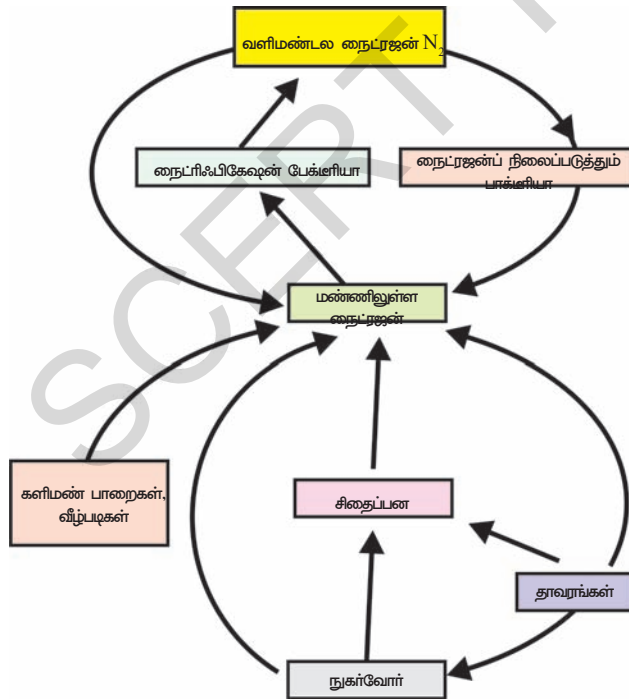 வளிமண்டல நைட்ரஜன் N₂
நைட்ரிஃபிகேஷன் பேக்டீரியா
நைட்ரஜன்ப் நிலைப்படுத்தும்
பாக்டீரியா
மண்ணிலுள்ள
நைட்ரஜன்
களிமண் பாறைகள்,
வீழ்படிகள்
சிதைப்பன
தாவரங்கள்
நுகர்வோர்
SCERT